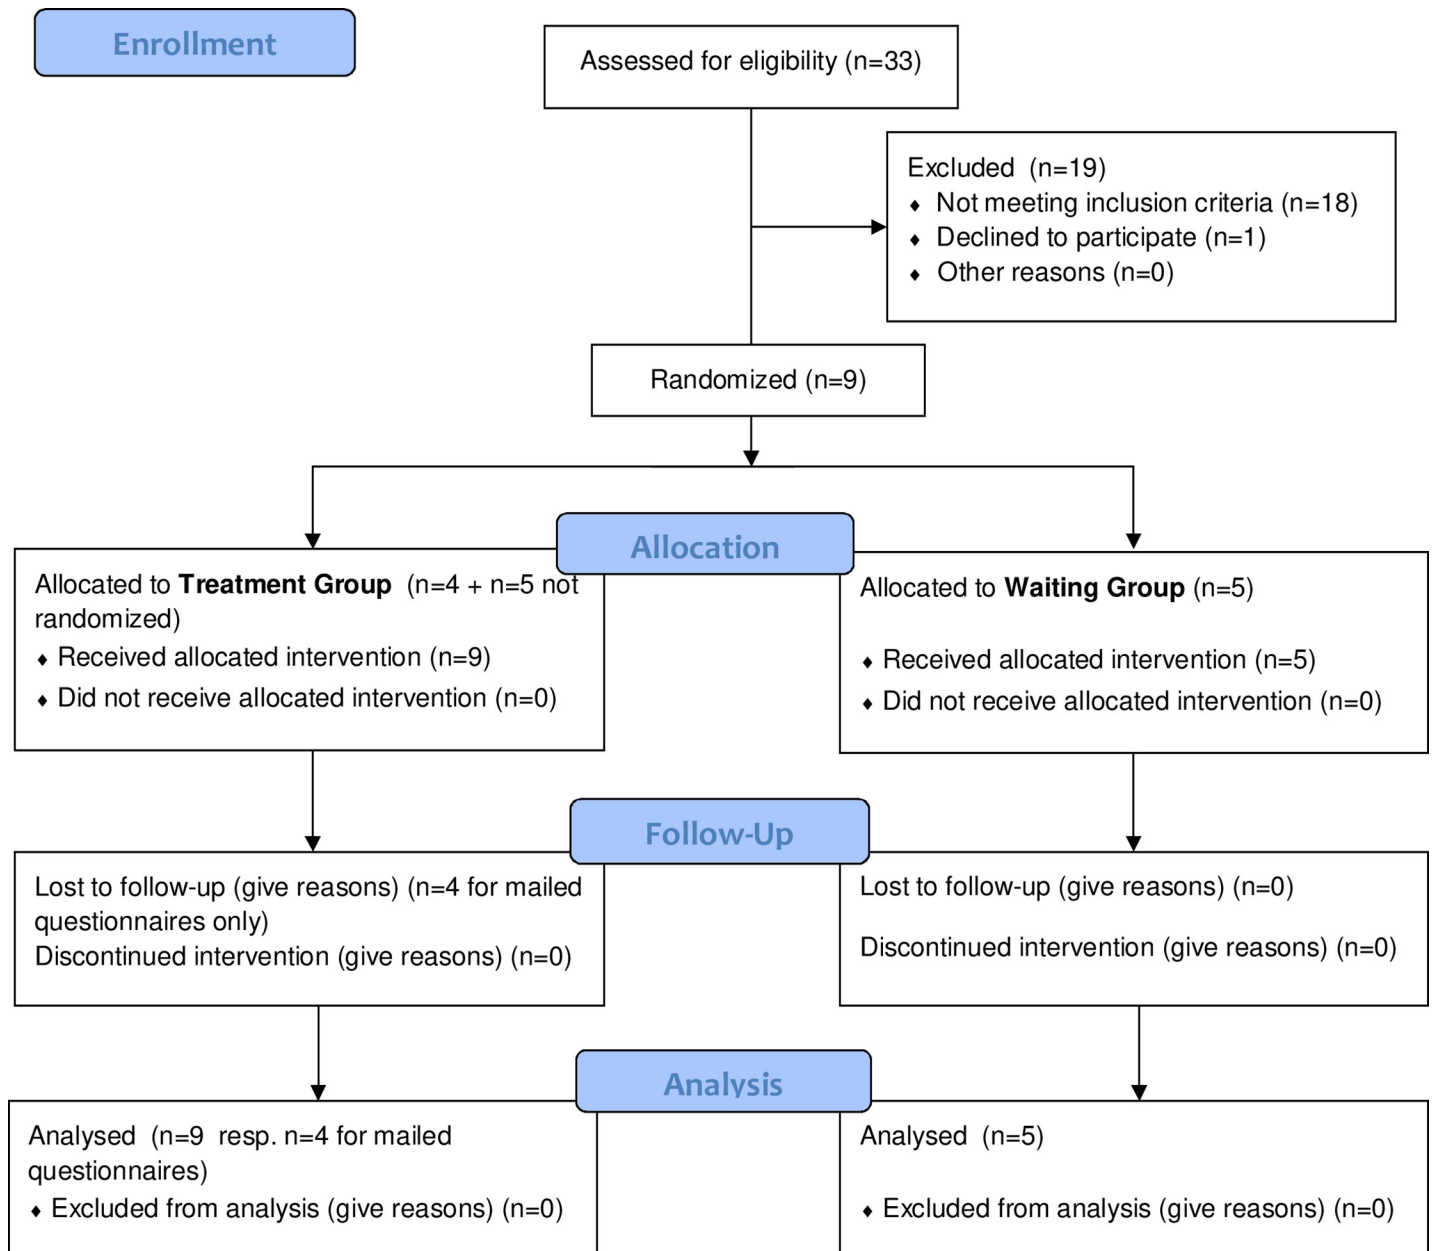 Enrollment
Assessed for eligibility (n=33)
Excluded (n=19)
♦ Not meeting inclusion criteria (n=18)
♦ Declined to participate (n=1)
♦ Other reasons (n=0)
Randomized (n=9)
Allocation
Allocated to Treatment Group (n=4 + n=5 not
randomized)
♦ Received allocated intervention (n=9)
♦ Did not receive allocated intervention (n=0)
Allocated to Waiting Group (n=5)
♦ Received allocated intervention (n=5)
♦ Did not receive allocated intervention (n=0)
Follow-Up
Lost to follow-up (give reasons) (n=4 for mailed
questionnaires only)
Discontinued intervention (give reasons) (n=0)
Lost to follow-up (give reasons) (n=0)
Discontinued intervention (give reasons) (n=0)
Analysis
Analysed (n=9 resp. n=4 for mailed
questionnaires)
♦ Excluded from analysis (give reasons) (n=0)
Analysed (n=5)
♦ Excluded from analysis (give reasons) (n=0)